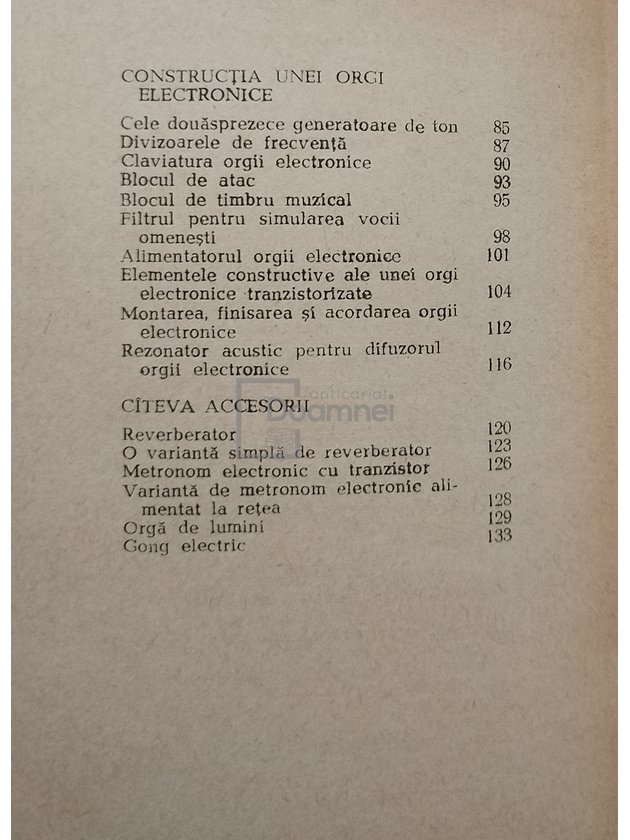 CONSTRUCȚIA UNEI ORGI
ELECTRONICE
Cele douăsprezece generatoare de ton 85
Divizoarele de frecvență 87
Claviatura orgii electronice 90
Blocul de atac 93
Blocul de timbru muzical 95
Filtrul pentru simularea vocii
omenești 98
Alimentatorul orgii electronice 101
Elementele constructive ale unei orgi
electronice tranzistorizate 104
Montarea, finisarea și acordarea orgii
electronice 112
Rezonator acustic pentru difuzorul
orgii electronice 116
anticariat
Doamnei
CÎTEVA ACCESORII
Reverberator 120
O variantă simplă de reverberator 123
Metronom electronic cu tranzistor 126
Variantă de metronom electronic ali-
mentat la rețea 128
Orgă de lumini 129
Gong electric 133